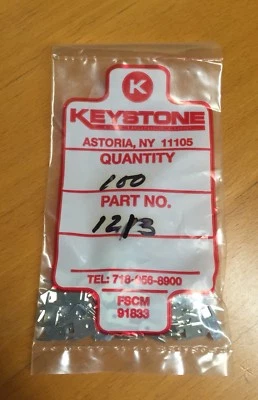 K
KEYSTONE
ASTORIA, NY 11105
QUANTITY
100
PART NO.
1213
TEL: 718-956-8900
FSCM
91833